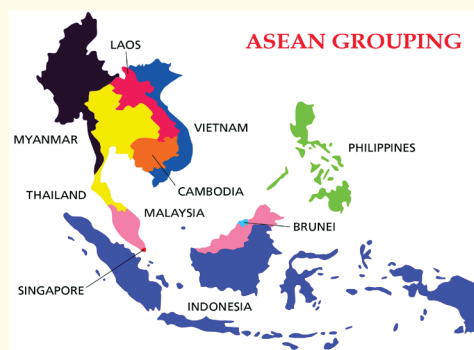 ASEAN GROUPING
LAOS
MYANMAR
VIETNAM
PHILIPPINES
CAMBODIA
THAILAND
MALAYSIA
BRUNEI
SINGAPORE
INDONESIA